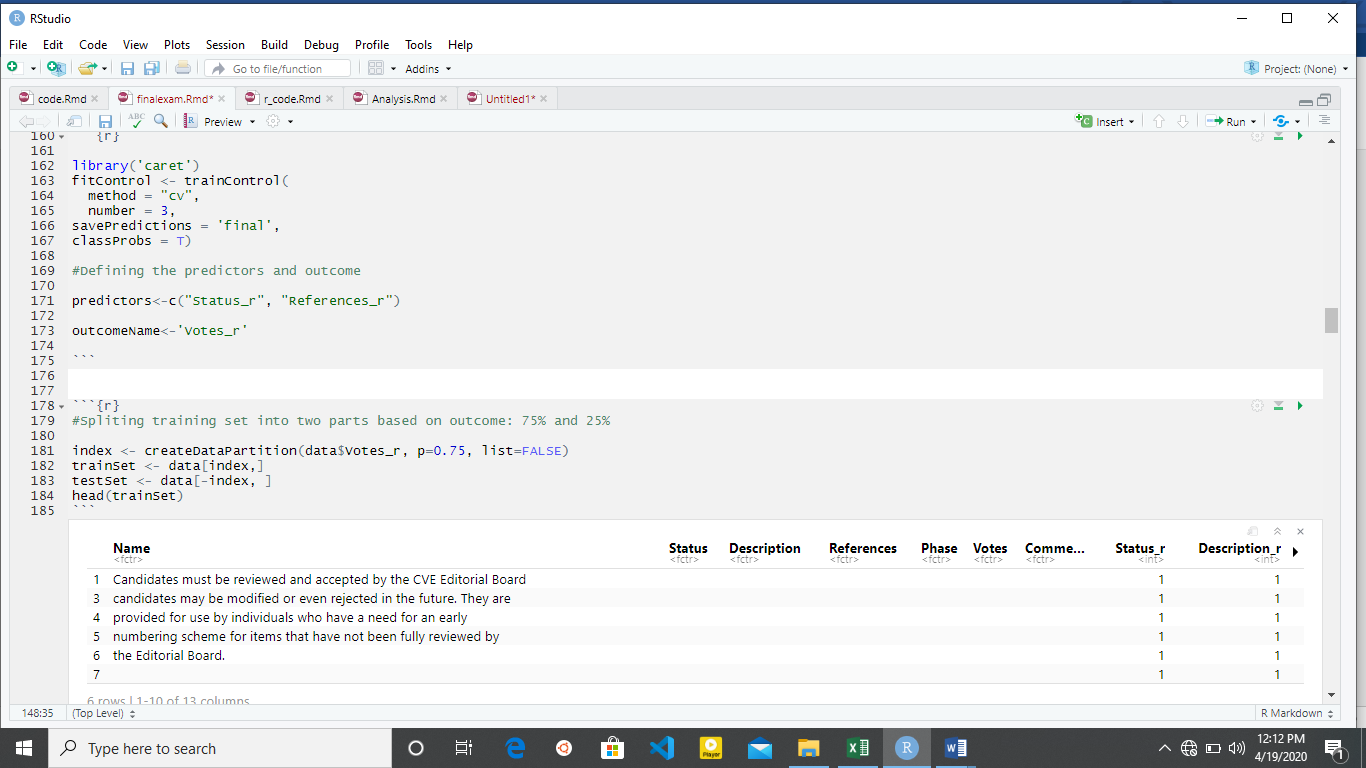 RStudio
File Edit Code View Plots Session Build Debug Profile Tools Help
Go to file/function Addins Project: (None)
code.Rmd finalexam.Rmd* r_code.Rmd Analysis.Rmd Untitled1*
ABC Preview Insert Run
160 {r}
161
162 library('caret')
163 fitControl <- trainControl(
164 method = "cv",
165 number = 3,
166 savePredictions = 'final',
167 classProbs = T)
168
169 #Defining the predictors and outcome
170
171 predictors<-c("Status_r", "References_r")
172
173 outcomeName<-'Votes_r'
174
175 ```
176
177
178 ```{r}
179 #Spliting training set into two parts based on outcome: 75% and 25%
180
181 index <- createDataPartition(data$Votes_r, p=0.75, list=FALSE)
182 trainSet <- data[index,]
183 testSet <- data[-index, ]
184 head(trainSet)
185 ```
Name Status Description References Phase Votes Comme... Status_r Description_r
<fctr> <fctr> <fctr> <fctr> <fctr> <fctr> <fctr> <int> <int>
1 Candidates must be reviewed and accepted by the CVE Editorial Board 1 1
3 candidates may be modified or even rejected in the future. They are 1 1
4 provided for use by individuals who have a need for an early 1 1
5 numbering scheme for items that have not been fully reviewed by 1 1
6 the Editorial Board. 1 1
7 1 1
6 rows | 1-10 of 13 columns
148:35 (Top Level) R Markdown
Type here to search
Player
12:12 PM
4/19/2020
1